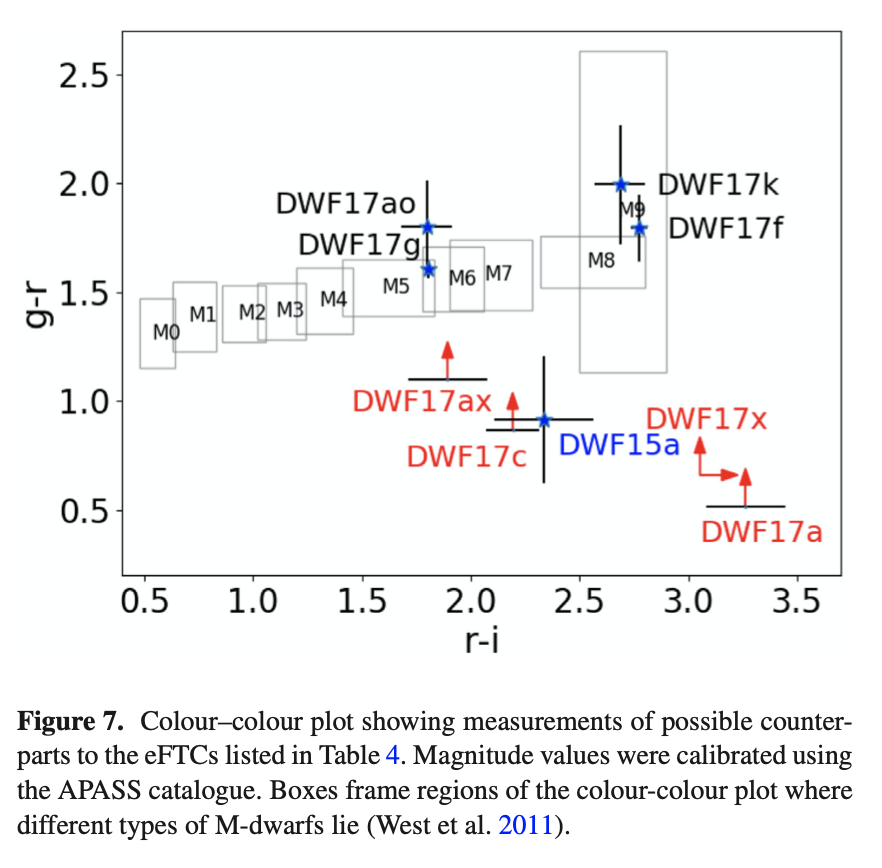 2.5
2.0
1.5
1.0
0.5
g-r
DWF17ao
DWF17g
DWF17k
M9
DWF17f
M0
M1
M2
M3
M4
M5
M6
M7
M8
DWF17ax
DWF17c
DWF15a
DWF17x
DWF17a
0.5 1.0 1.5 2.0 2.5 3.0 3.5
r-i
Figure 7. Colour–colour plot showing measurements of possible counter-
parts to the eFTCs listed in Table 4. Magnitude values were calibrated using
the APASS catalogue. Boxes frame regions of the colour-colour plot where
different types of M-dwarfs lie (West et al. 2011).